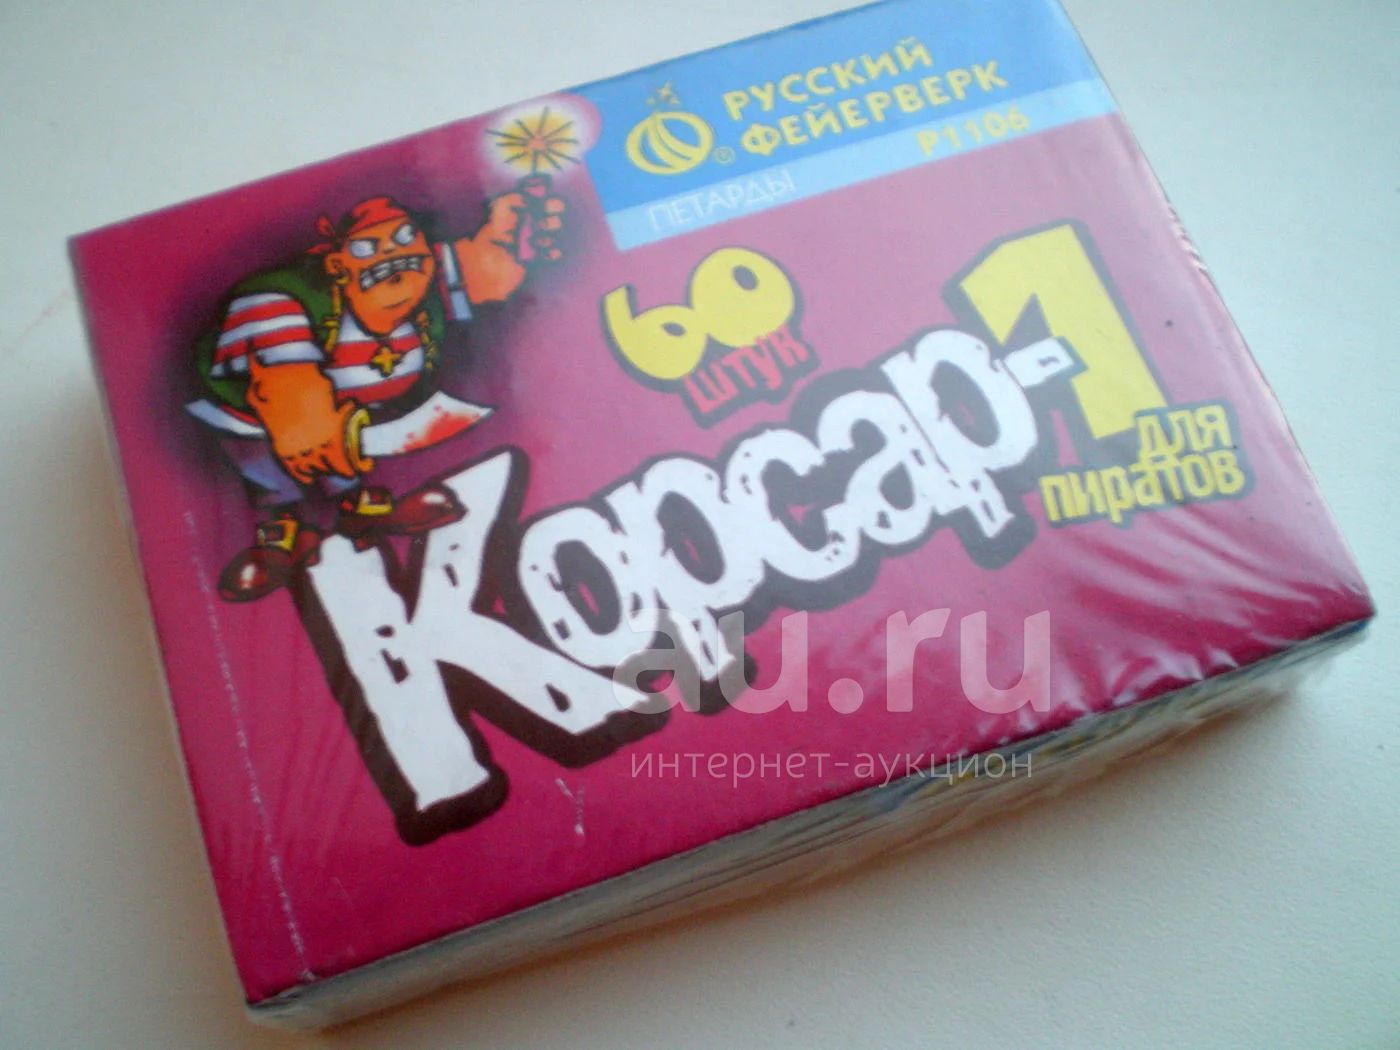 РУССКИЙ
ФЕЙЕРВЕРК
®
ПЕТАРДЫ Р1106
60
ШТУК
Корсар-1
для
пиратов
au.ru
интернет-аукцион